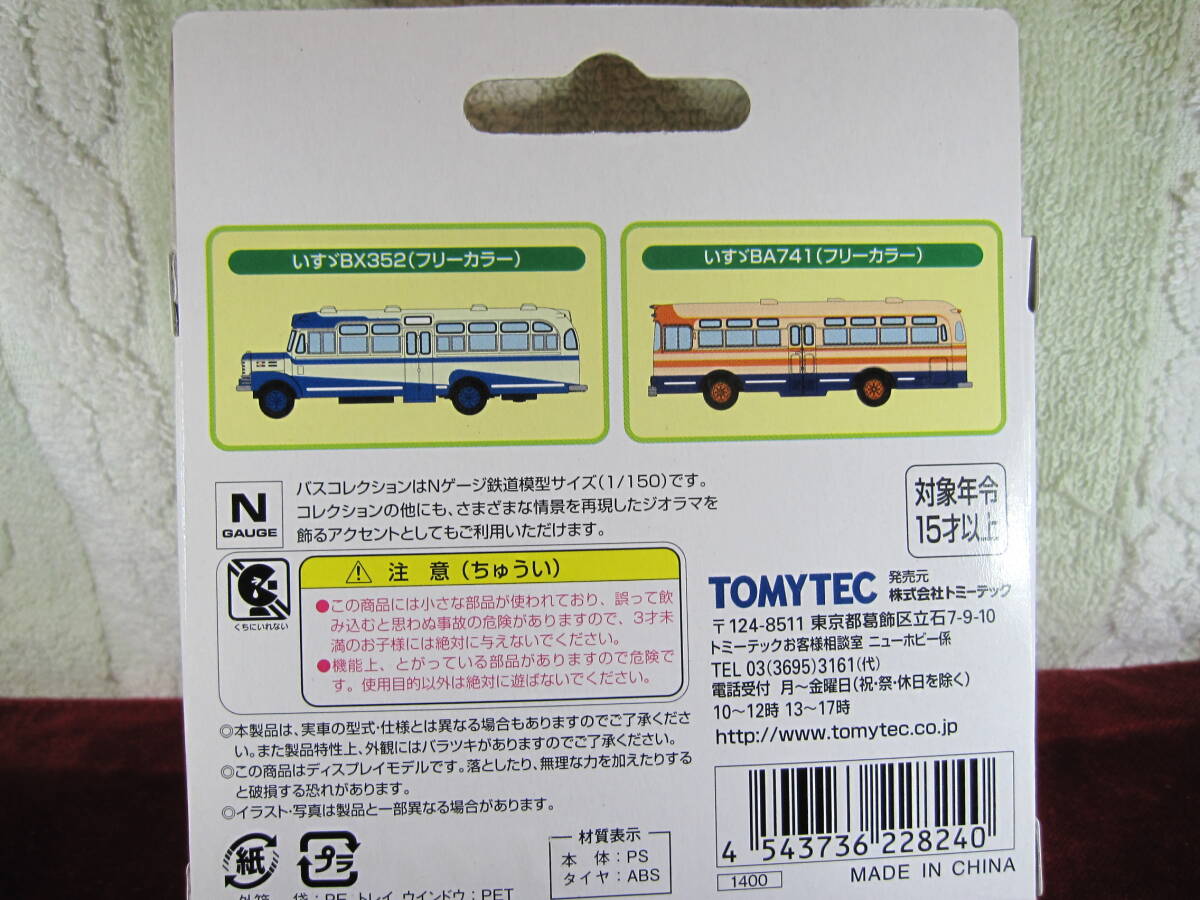 いすゞBX352(フリーカラー)
いすゞBA741(フリーカラー)
N
GAUGE
バスコレクションはNゲージ鉄道模型サイズ(1/150)です。
コレクションの他にも、さまざまな情景を再現したジオラマを
飾るアクセントとしてもご利用いただけます。
対象年令
15才以上
くちにいれない
⚠ 注 意 (ちゅうい)
●この商品には小さな部品が使われており、誤って飲
み込むと思わぬ事故の危険がありますので、3才未
満のお子様には絶対に与えないでください。
●機能上、とがっている部品がありますので危険で
す。使用目的以外は絶対に遊ばないでください。
TOMYTEC 発売元
株式会社トミーテック
〒124-8511 東京都葛飾区立石7-9-10
トミーテックお客様相談室 ニューホビー係
TEL 03(3695)3161(代)
電話受付 月〜金曜日(祝・祭・休日を除く)
10〜12時 13〜17時
http://www.tomytec.co.jp
◎本製品は、実車の型式・仕様とは異なる場合もありますのでご了承くださ
い。また製品特性上、外観にはバラツキがありますのでご了承ください。
◎この商品はディスプレイモデルです。落としたり、無理な力を加えたりする
と破損する恐れがあります。
◎イラスト・写真は製品と一部異なる場合があります。
紙
プラ
材質表示
本 体:PS
タイヤ:ABS
4 543736 228240
1400
MADE IN CHINA
袋:PE トレイ、ウインドウ:PET